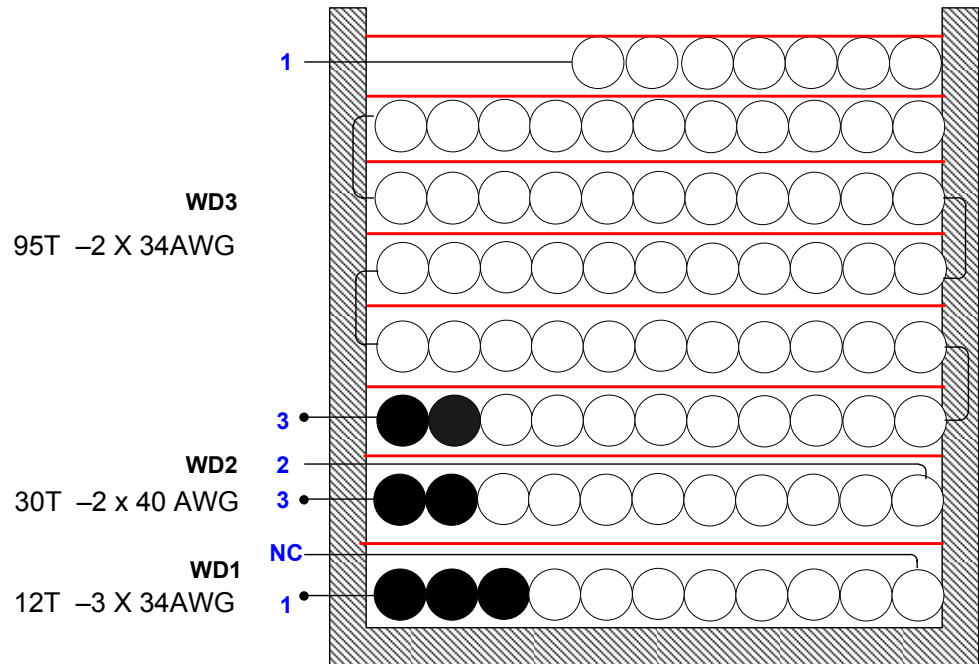 1
WD3
95T –2 X 34AWG
3
WD2 2
30T –2 x 40 AWG 3
NC
WD1
12T –3 X 34AWG 1